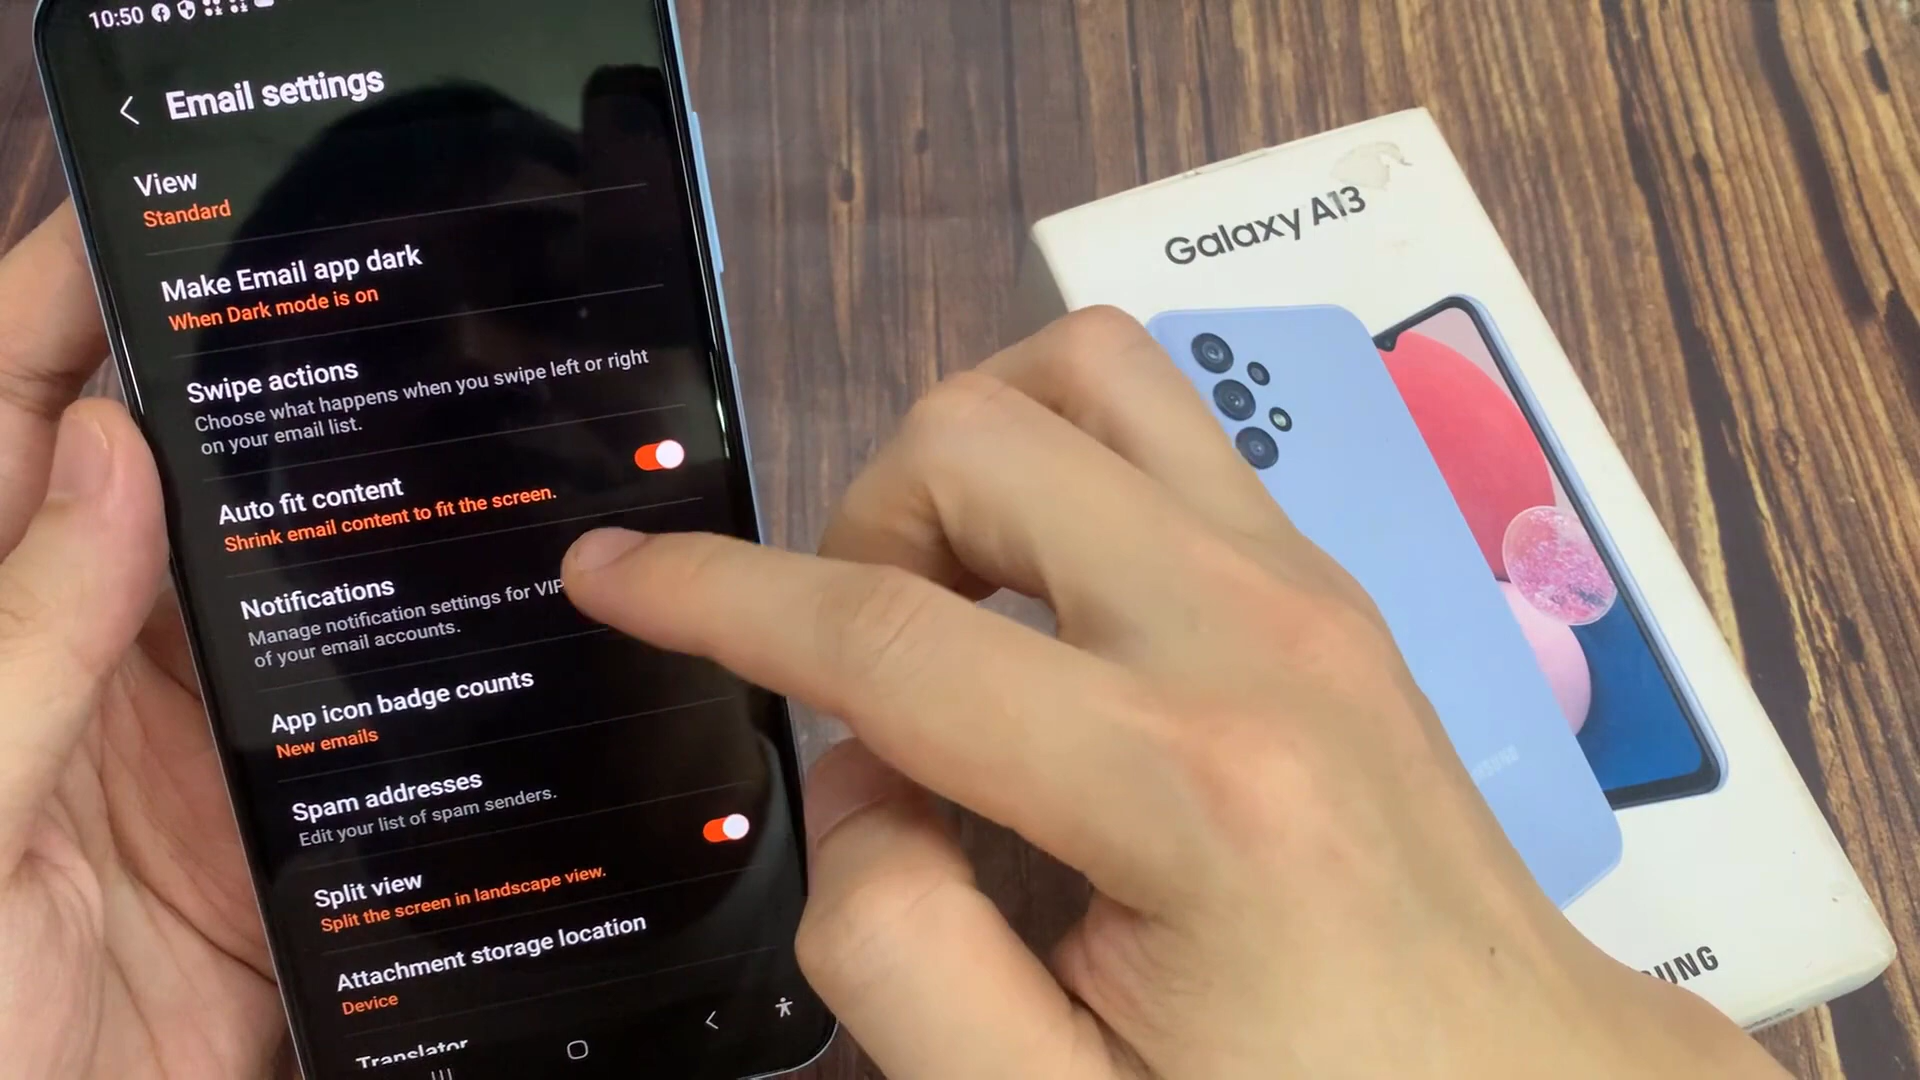 10:50
Email settings
View
Standard
Make Email app dark
When Dark mode is on
Swipe actions
Choose what happens when you swipe left or right
on your email list.
Auto fit content
Shrink email content to fit the screen.
Notifications
Manage notification settings for VIP
of your email accounts.
App icon badge counts
New emails
Spam addresses
Edit your list of spam senders.
Split view
Split the screen in landscape view.
Attachment storage location
Device
Translator
Galaxy A13
SAMSUNG
UNG